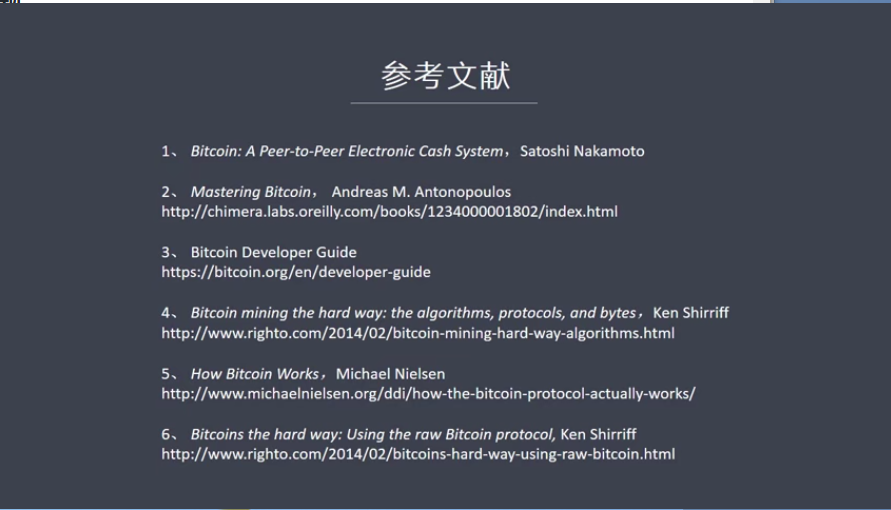 参考文献
1、 Bitcoin: A Peer-to-Peer Electronic Cash System，Satoshi Nakamoto
2、 Mastering Bitcoin， Andreas M. Antonopoulos
http://chimera.labs.oreilly.com/books/1234000001802/index.html
3、 Bitcoin Developer Guide
https://bitcoin.org/en/developer-guide
4、 Bitcoin mining the hard way: the algorithms, protocols, and bytes，Ken Shirriff
http://www.righto.com/2014/02/bitcoin-mining-hard-way-algorithms.html
5、 How Bitcoin Works，Michael Nielsen
http://www.michaelnielsen.org/ddi/how-the-bitcoin-protocol-actually-works/
6、 Bitcoins the hard way: Using the raw Bitcoin protocol, Ken Shirriff
http://www.righto.com/2014/02/bitcoins-hard-way-using-raw-bitcoin.html